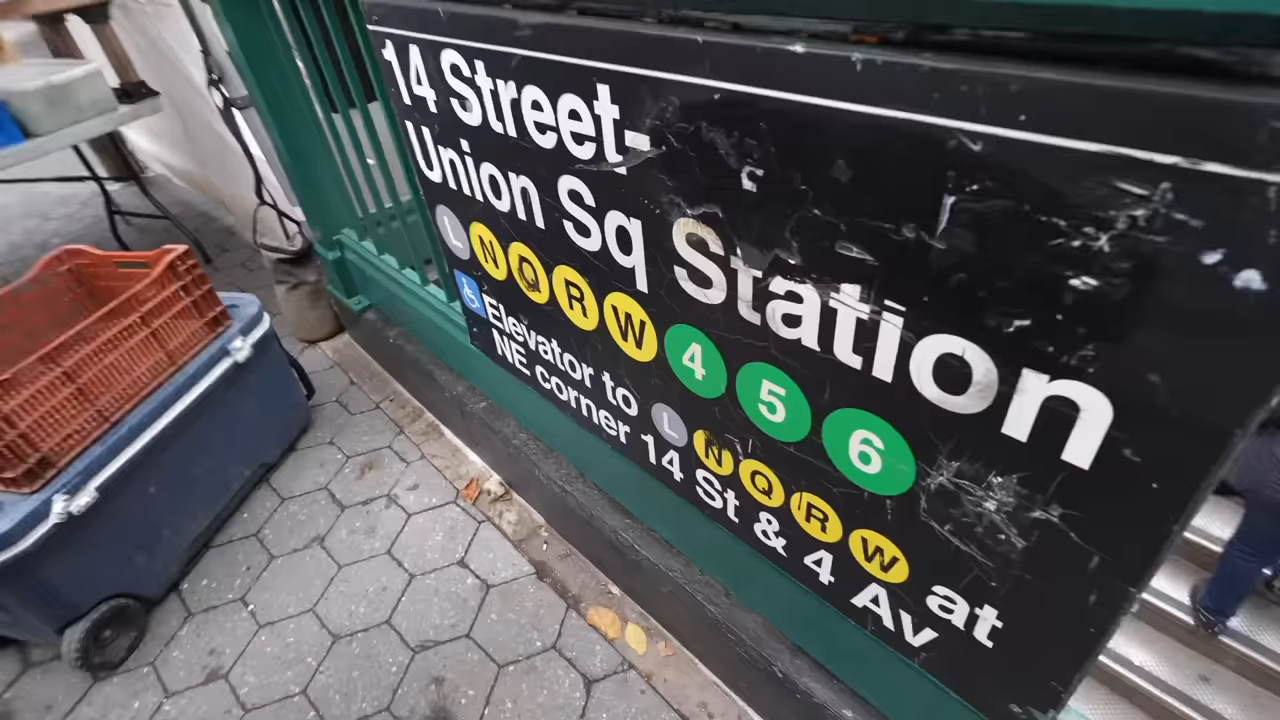 14 Street-
Union Sq Station
L N Q R W 4 5 6
Elevator to L N Q R W at
NE corner 14 St & 4 Av